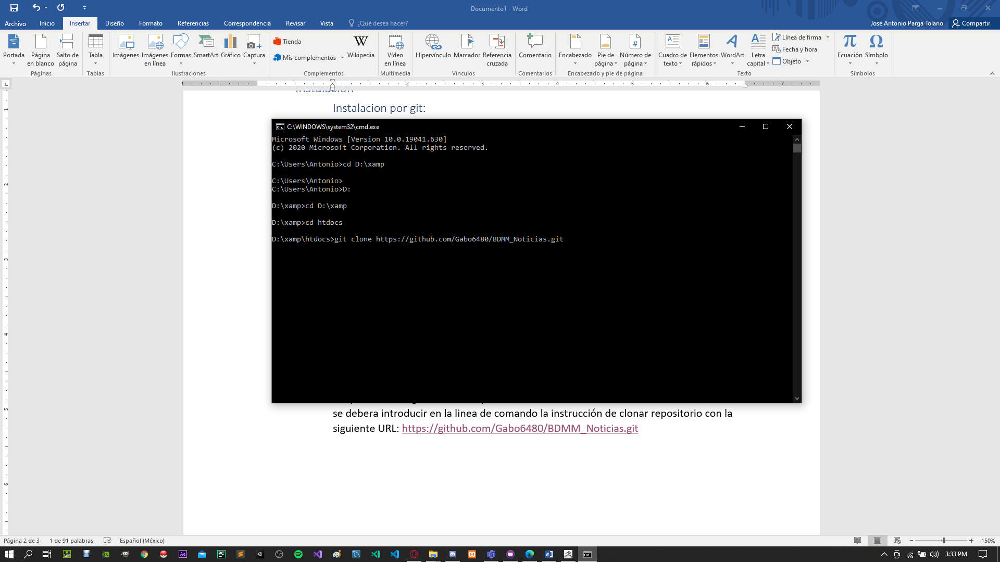 Documento1 - Word
Archivo Inicio Insertar Diseño Formato Referencias Correspondencia Revisar Vista ¿Qué desea hacer? Jose Antonio Parga Tolano Compartir
Portada
Página en blanco
Salto de página
Páginas
Tabla
Tablas
Imágenes
Imágenes en línea
Formas
SmartArt
Gráfico
Captura
Ilustraciones
Tienda
Mis complementos
W
Wikipedia
Complementos
Vídeo en línea
Multimedia
Hipervínculo
Marcador
Referencia cruzada
Vínculos
Comentario
Comentarios
Encabezado
Pie de página
Número de página
Encabezado y pie de página
Cuadro de texto
Elementos rápidos
WordArt
Letra capital
Línea de firma
Fecha y hora
Objeto
Texto
π
Ecuación
Ω
Símbolo
Símbolos
1 1 2 3 4 5 6 7
Instalacion por git:
C:\WINDOWS\system32\cmd.exe
Microsoft Windows [Version 10.0.19041.630]
(c) 2020 Microsoft Corporation. All rights reserved.
C:\Users\Antonio>cd D:\xamp
C:\Users\Antonio>
C:\Users\Antonio>D:
D:\xamp>cd D:\xamp
D:\xamp>cd htdocs
D:\xamp\htdocs>git clone https://github.com/Gabo6480/BDMM_Noticias.git
se debera introducir en la linea de comando la instrucción de clonar repositorio con la
siguiente URL: https://github.com/Gabo6480/BDMM_Noticias.git
Página 2 de 3 1 de 91 palabras Español (México) 150%
3:33 PM